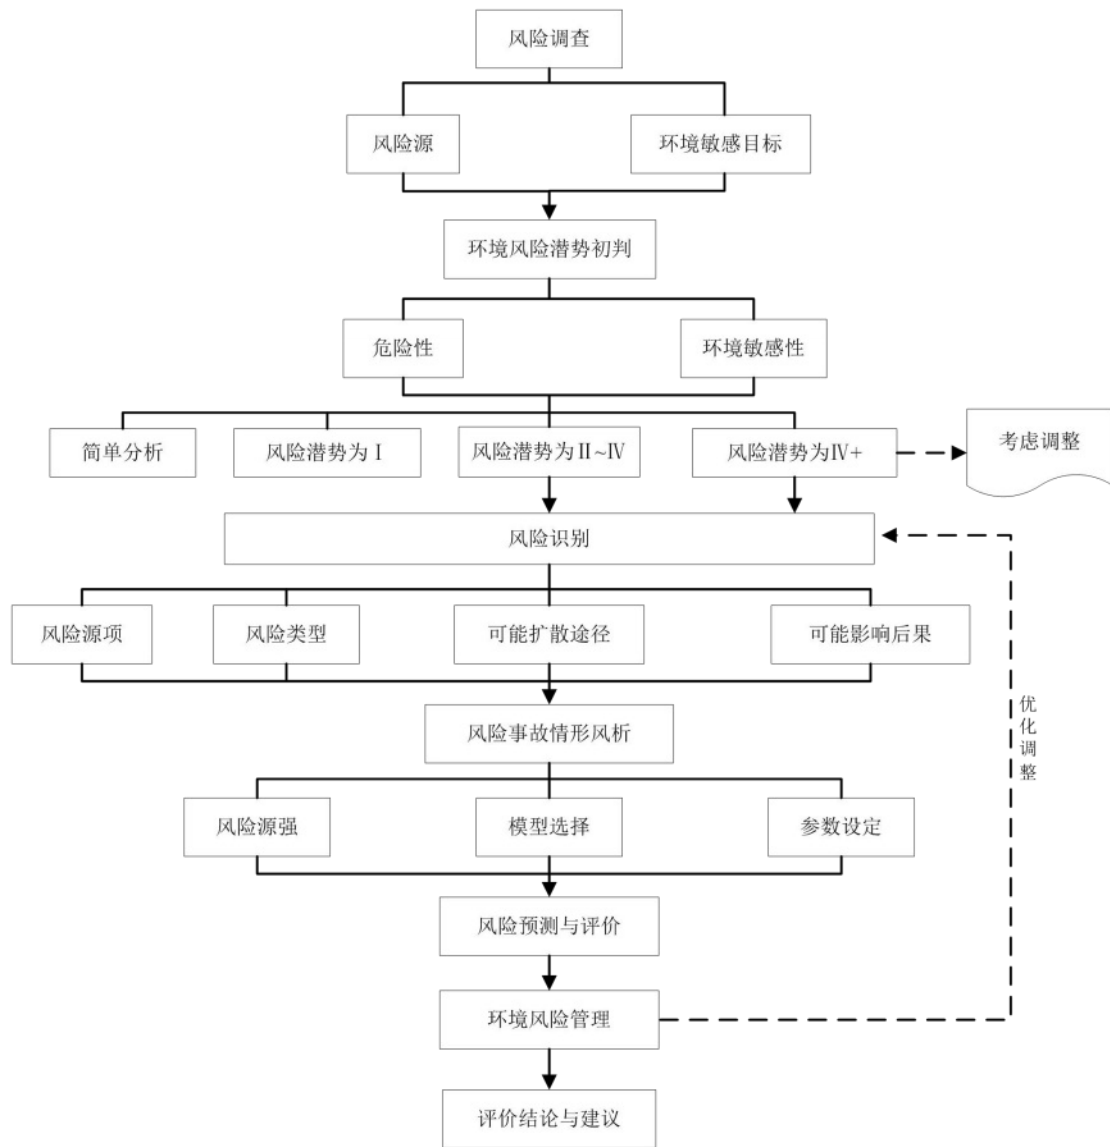 风险调查
风险源
环境敏感目标
环境风险潜势初判
危险性
环境敏感性
简单分析
风险潜势为Ⅰ
风险潜势为Ⅱ~Ⅳ
风险潜势为Ⅳ+
考虑调整
风险识别
风险源项
风险类型
可能扩散途径
可能影响后果
风险事故情形风析
优化调整
风险源强
模型选择
参数设定
风险预测与评价
环境风险管理
评价结论与建议